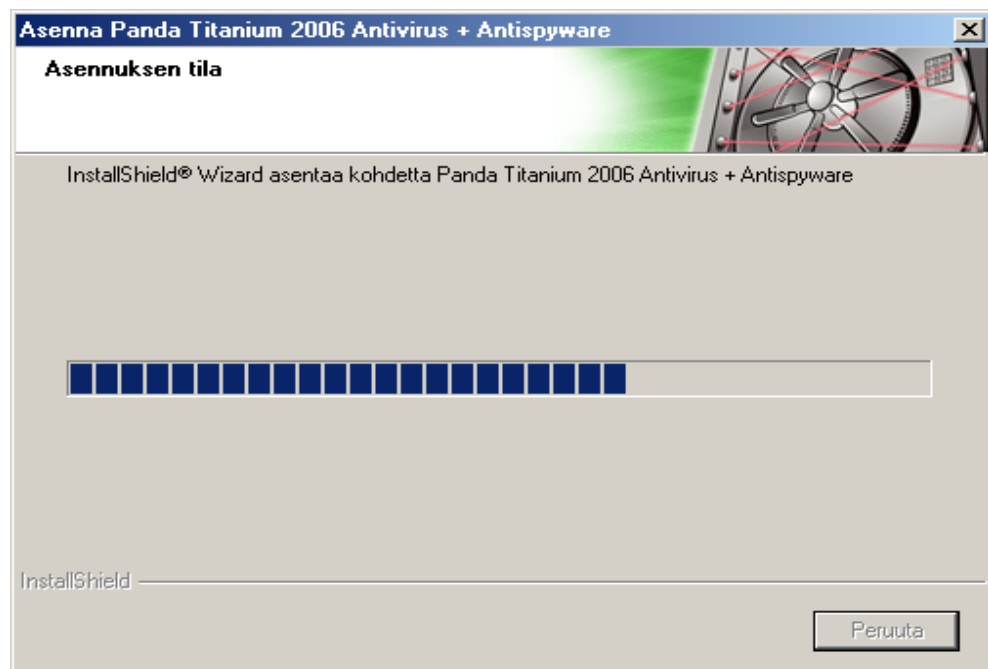 Asenna Panda Titanium 2006 Antivirus + Antispyware
Asennuksen tila
InstallShield® Wizard asentaa kohdetta Panda Titanium 2006 Antivirus + Antispyware
InstallShield
Peruuta